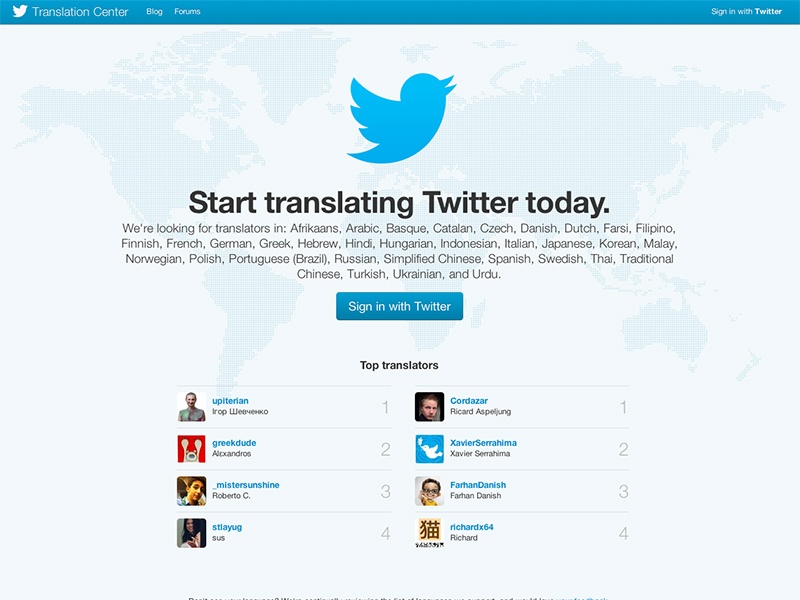 Translation Center Blog Forums Sign in with Twitter
Start translating Twitter today.
We're looking for translators in: Afrikaans, Arabic, Basque, Catalan, Czech, Danish, Dutch, Farsi, Filipino,
Finnish, French, German, Greek, Hebrew, Hindi, Hungarian, Indonesian, Italian, Japanese, Korean, Malay,
Norwegian, Polish, Portuguese (Brazil), Russian, Simplified Chinese, Spanish, Swedish, Thai, Traditional
Chinese, Turkish, Ukrainian, and Urdu.
Sign in with Twitter
Top translators
upiterian
Ігор Шевченко
1
greekdude
Alεxandros
2
_mistersunshine
Roberto C.
3
stlayug
sus
4
Cordazar
Ricard Aspeljung
1
XavierSerrahima
Xavier Serrahima
2
FarhanDanish
Farhan Danish
3
猫
richardx64
Richard
4